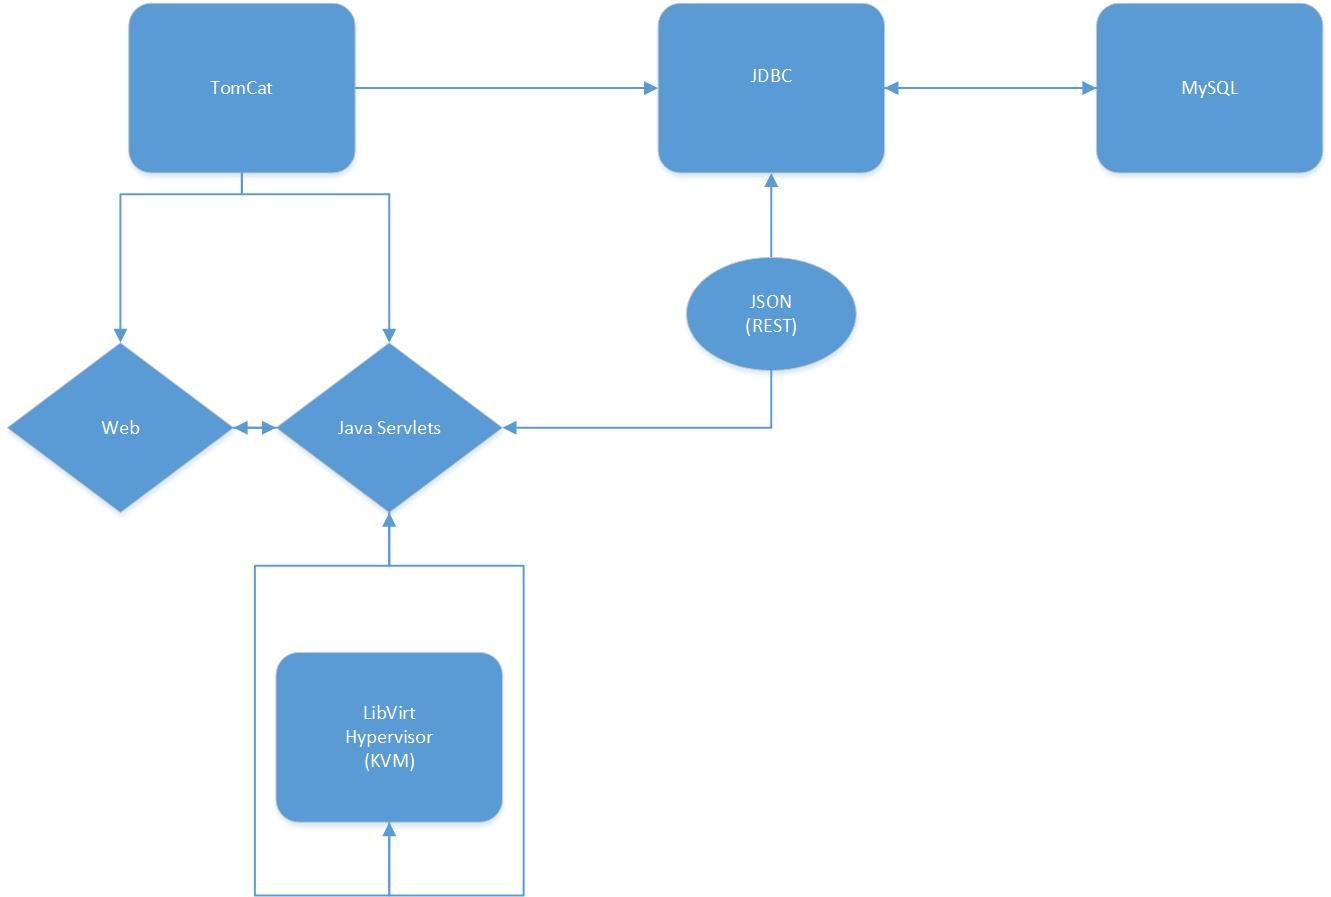 TomCat
JDBC
MySQL
JSON
(REST)
Web
Java Servlets
LibVirt
Hypervisor
(KVM)